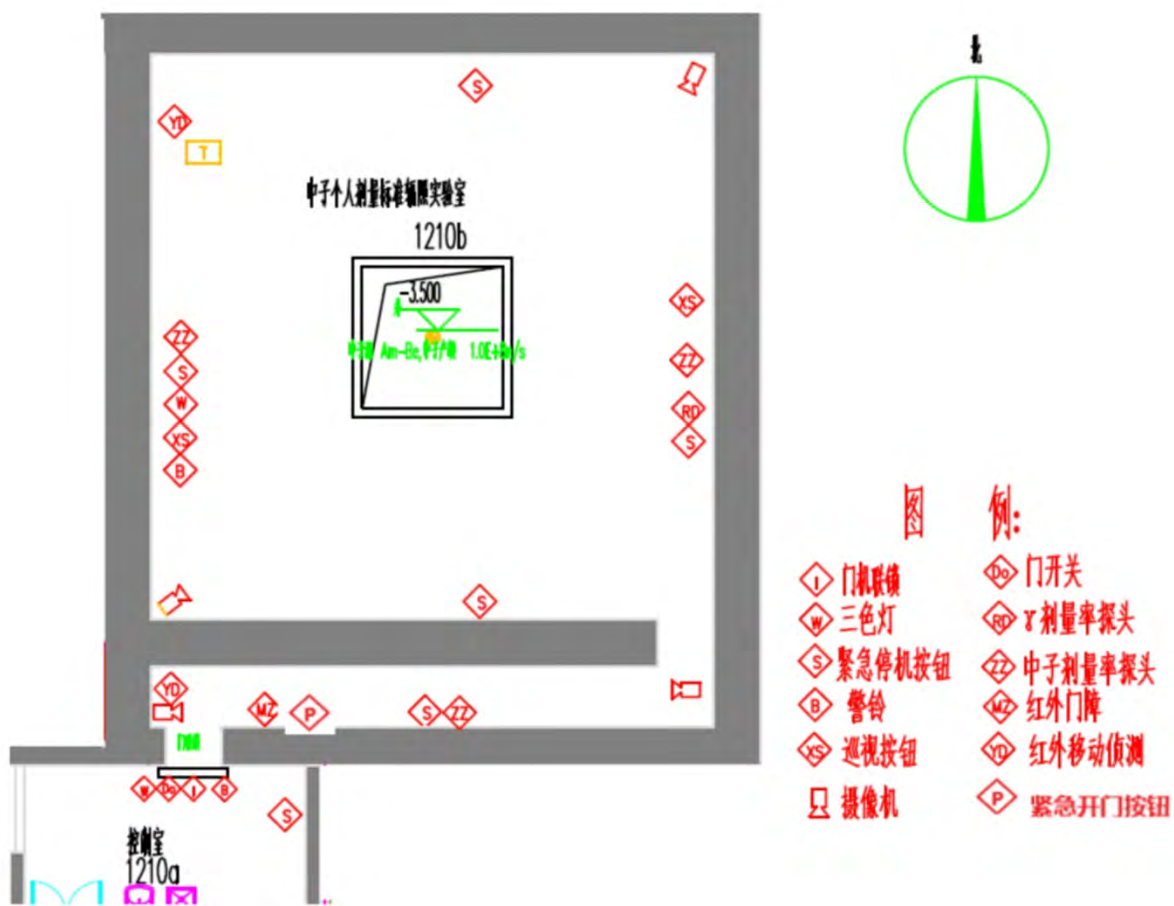 北
S
YD
T
中子个人剂量标准辐照实验室
1210b
-3.500
Am-Be,
XS
ZZ
RD
S
ZZ
S
W
XS
B
S
YD
MZ
P
S
ZZ
W
Do
I
B
S
控制室
1210a
图 例:
I 门机联锁
Do 门开关
W 三色灯
RD γ剂量率探头
S 紧急停机按钮
ZZ 中子剂量率探头
B 警铃
MZ 红外门障
XS 巡视按钮
YD 红外移动侦测
摄像机
P 紧急开门按钮